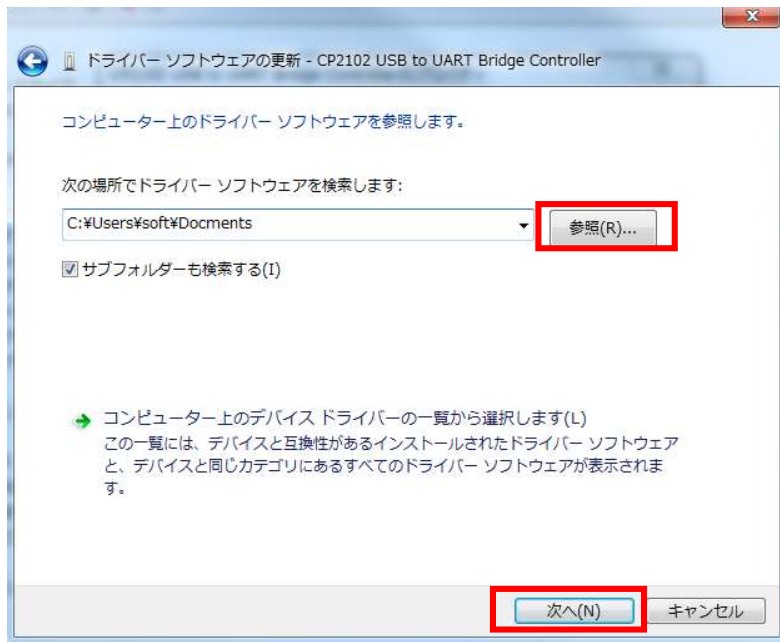 ドライバー ソフトウェアの更新 - CP2102 USB to UART Bridge Controller
コンピューター上のドライバー ソフトウェアを参照します。
次の場所でドライバー ソフトウェアを検索します:
C:¥Users¥soft¥Docments
参照(R)...
サブフォルダーも検索する(I)
コンピューター上のデバイス ドライバーの一覧から選択します(L)
この一覧には、デバイスと互換性があるインストールされたドライバー ソフトウェア
と、デバイスと同じカテゴリにあるすべてのドライバー ソフトウェアが表示されま
す。
次へ(N)
キャンセル